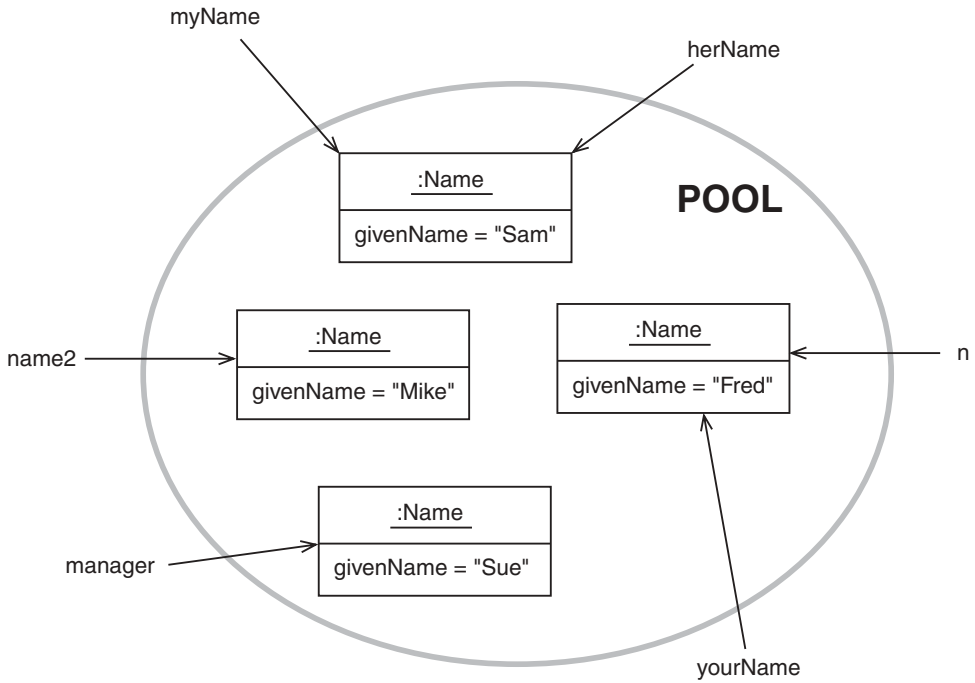 myName
herName
:Name
POOL
givenName = "Sam"
:Name
:Name
name2
n
givenName = "Mike"
givenName = "Fred"
:Name
manager
givenName = "Sue"
yourName